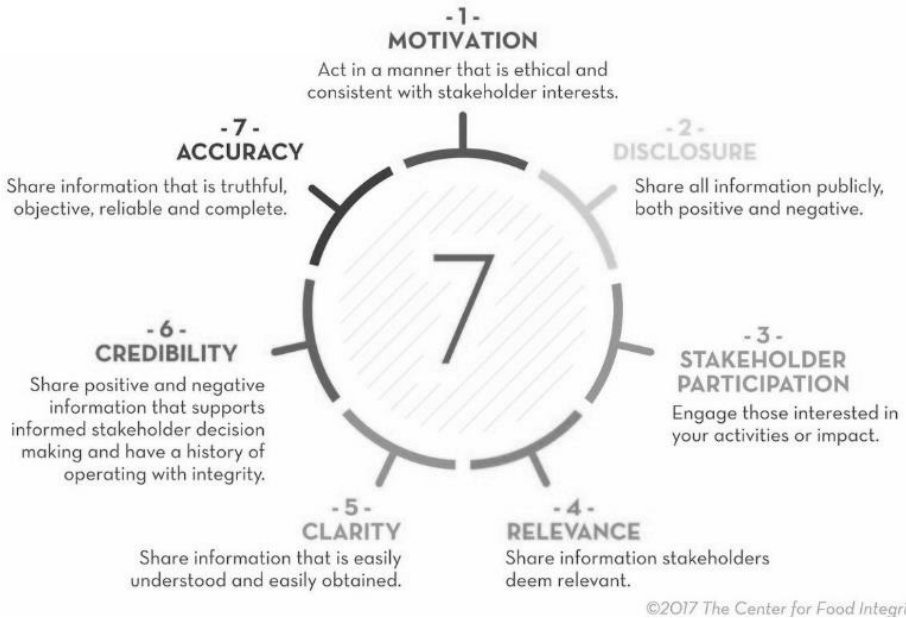 - 1 -
MOTIVATION
Act in a manner that is ethical and
consistent with stakeholder interests.
- 2 -
DISCLOSURE
Share all information publicly,
both positive and negative.
- 3 -
STAKEHOLDER
PARTICIPATION
Engage those interested in
your activities or impact.
- 4 -
RELEVANCE
Share information stakeholders
deem relevant.
- 5 -
CLARITY
Share information that is easily
understood and easily obtained.
- 6 -
CREDIBILITY
Share positive and negative
information that supports
informed stakeholder decision
making and have a history of
operating with integrity.
- 7 -
ACCURACY
Share information that is truthful,
objective, reliable and complete.
7
©2017 The Center for Food Integri